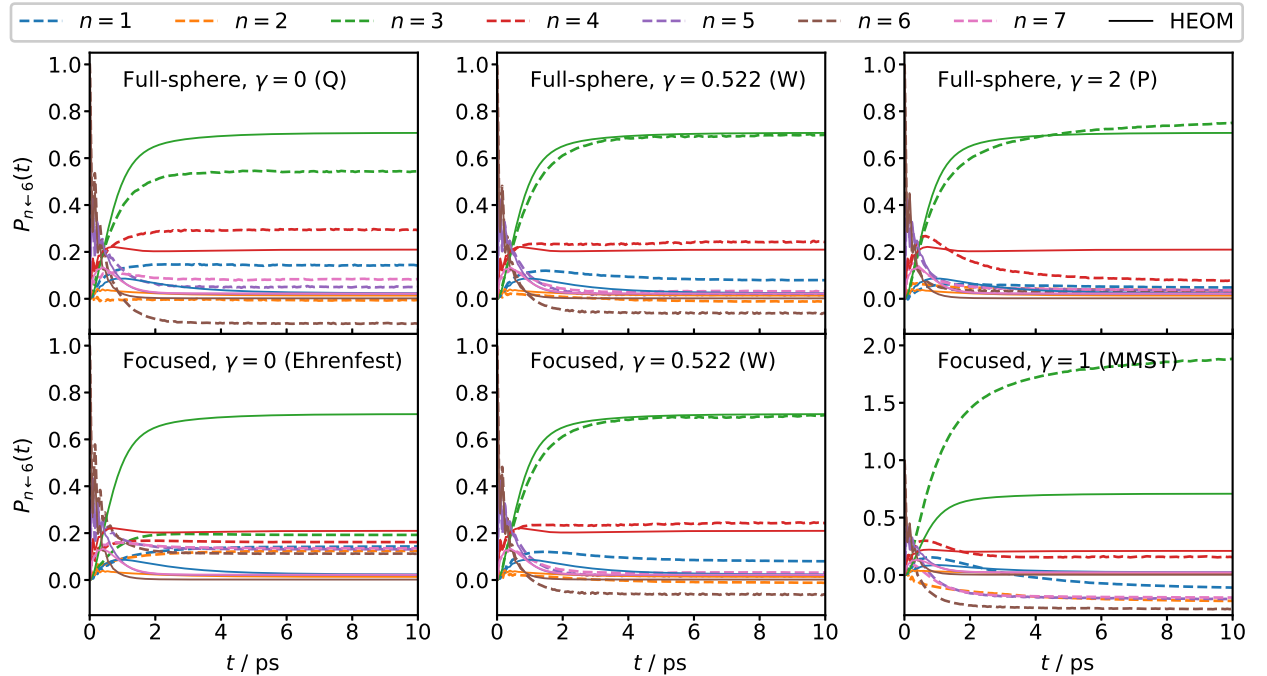 n = 1 n = 2 n = 3 n = 4 n = 5 n = 6 n = 7 HEOM
Full-sphere, γ = 0 (Q)
1.0
0.8
0.6
0.4
0.2
0.0
P_{n←6}(t)
Full-sphere, γ = 0.522 (W)
1.0
0.8
0.6
0.4
0.2
0.0
Full-sphere, γ = 2 (P)
1.0
0.8
0.6
0.4
0.2
0.0
Focused, γ = 0 (Ehrenfest)
1.0
0.8
0.6
0.4
0.2
0.0
P_{n←6}(t)
0 2 4 6 8 10
t / ps
Focused, γ = 0.522 (W)
1.0
0.8
0.6
0.4
0.2
0.0
0 2 4 6 8 10
t / ps
Focused, γ = 1 (MMST)
2.0
1.5
1.0
0.5
0.0
0 2 4 6 8 10
t / ps